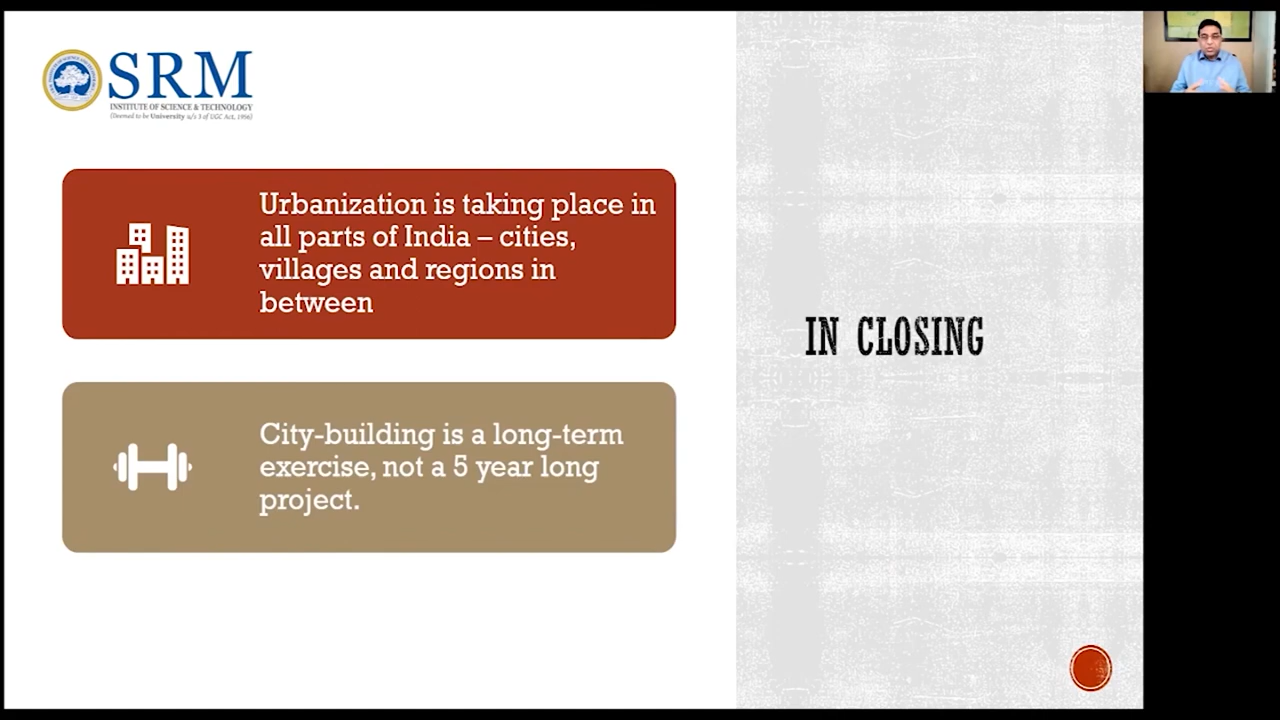 SRM
INSTITUTE OF SCIENCE & TECHNOLOGY
(Deemed to be University u/s 3 of UGC Act, 1956)
Urbanization is taking place in
all parts of India – cities,
villages and regions in
between
City-building is a long-term
exercise, not a 5 year long
project.
IN CLOSING